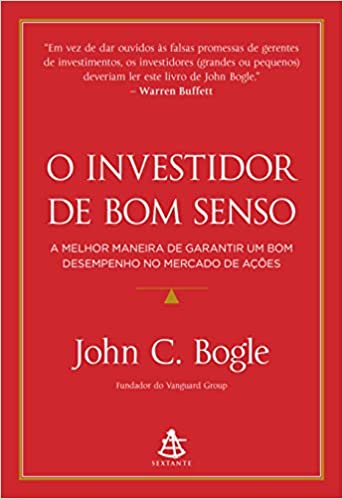 "Em vez de dar ouvidos às falsas promessas de gerentes
de investimentos, os investidores (grandes ou pequenos)
deveriam ler este livro de John Bogle."
– Warren Buffett
O INVESTIDOR
DE BOM SENSO
A MELHOR MANEIRA DE GARANTIR UM BOM
DESEMPENHO NO MERCADO DE AÇÕES
John C. Bogle
Fundador do Vanguard Group
SEXTANTE